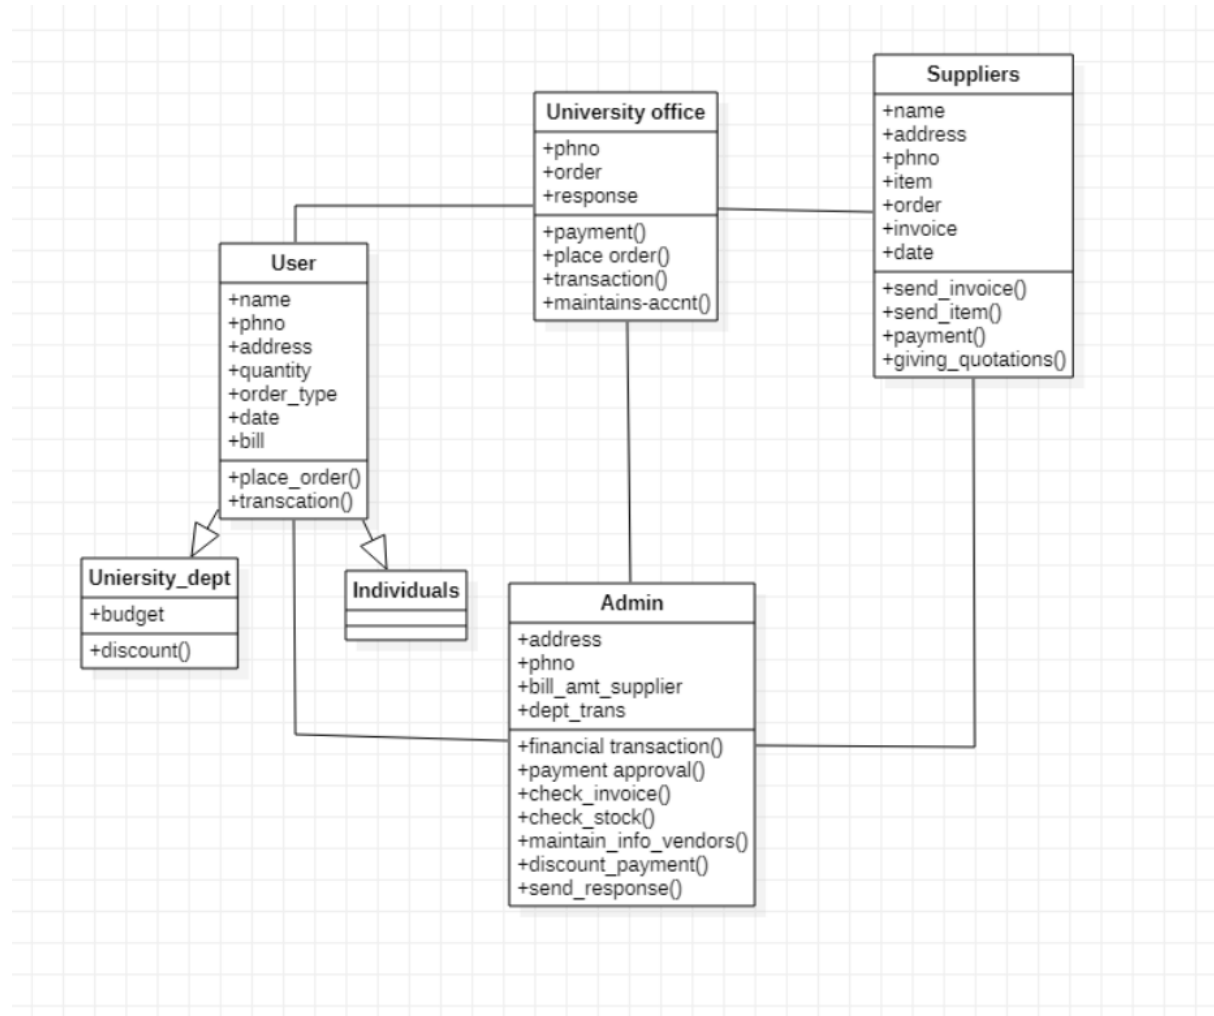 Suppliers
+name
+address
+phno
+item
+order
+invoice
+date
+send_invoice()
+send_item()
+payment()
+giving_quotations()
University office
+phno
+order
+response
+payment()
+place order()
+transaction()
+maintains-accnt()
User
+name
+phno
+address
+quantity
+order_type
+date
+bill
+place_order()
+transcation()
Uniersity_dept
+budget
+discount()
Individuals
Admin
+address
+phno
+bill_amt_supplier
+dept_trans
+financial transaction()
+payment approval()
+check_invoice()
+check_stock()
+maintain_info_vendors()
+discount_payment()
+send_response()